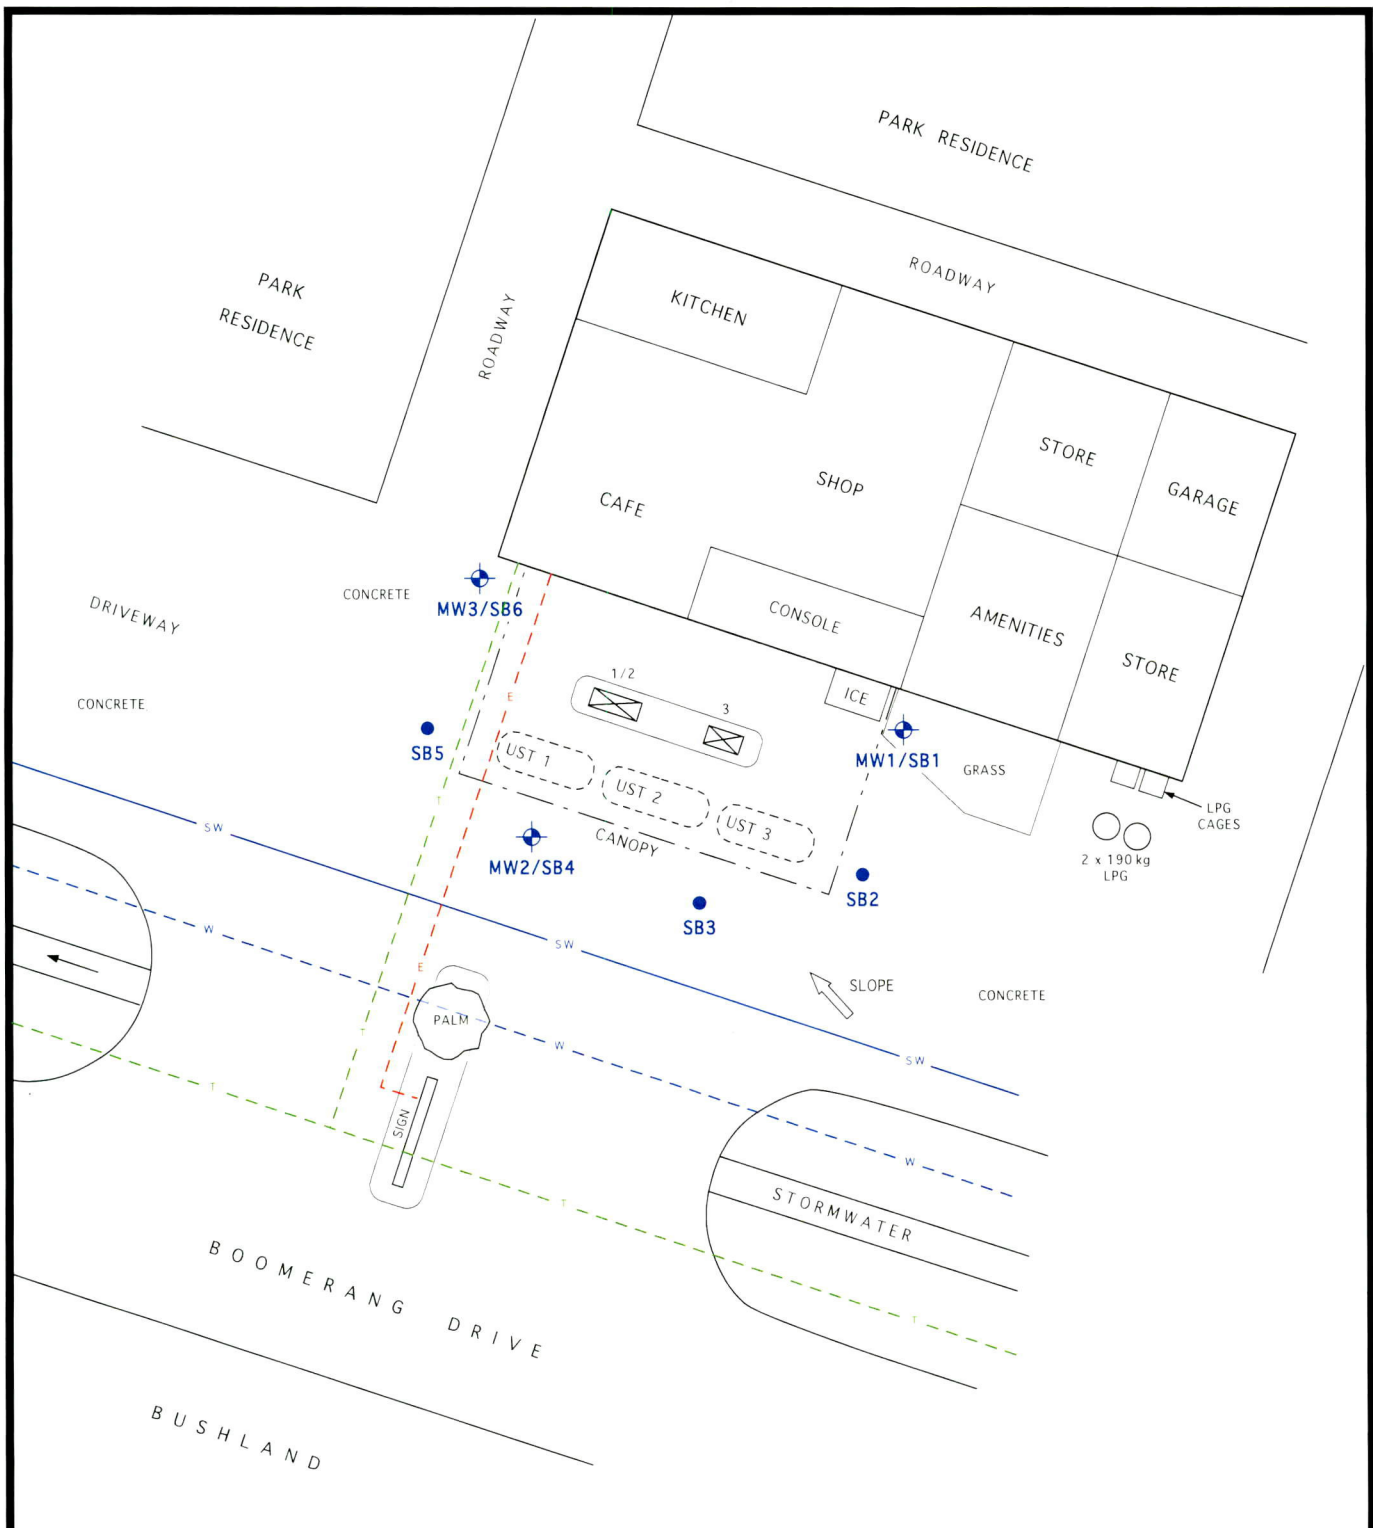 PARK RESIDENCE
ROADWAY
PARK
RESIDENCE
ROADWAY
KITCHEN
STORE
GARAGE
SHOP
CAFE
CONSOLE
AMENITIES
STORE
DRIVEWAY
CONCRETE
MW3/SB6
CONCRETE
1/2
3
E
ICE
SB5
UST 1
UST 2
UST 3
CANOPY
MW1/SB1
GRASS
LPG
CAGES
2 x 190kg
LPG
T
SW
MW2/SB4
SB2
SB3
W
SW
E
SLOPE
CONCRETE
PALM
T
W
SW
T
SIGN
W
T
STORMWATER
T
BOOMERANG DRIVE
BUSHLAND